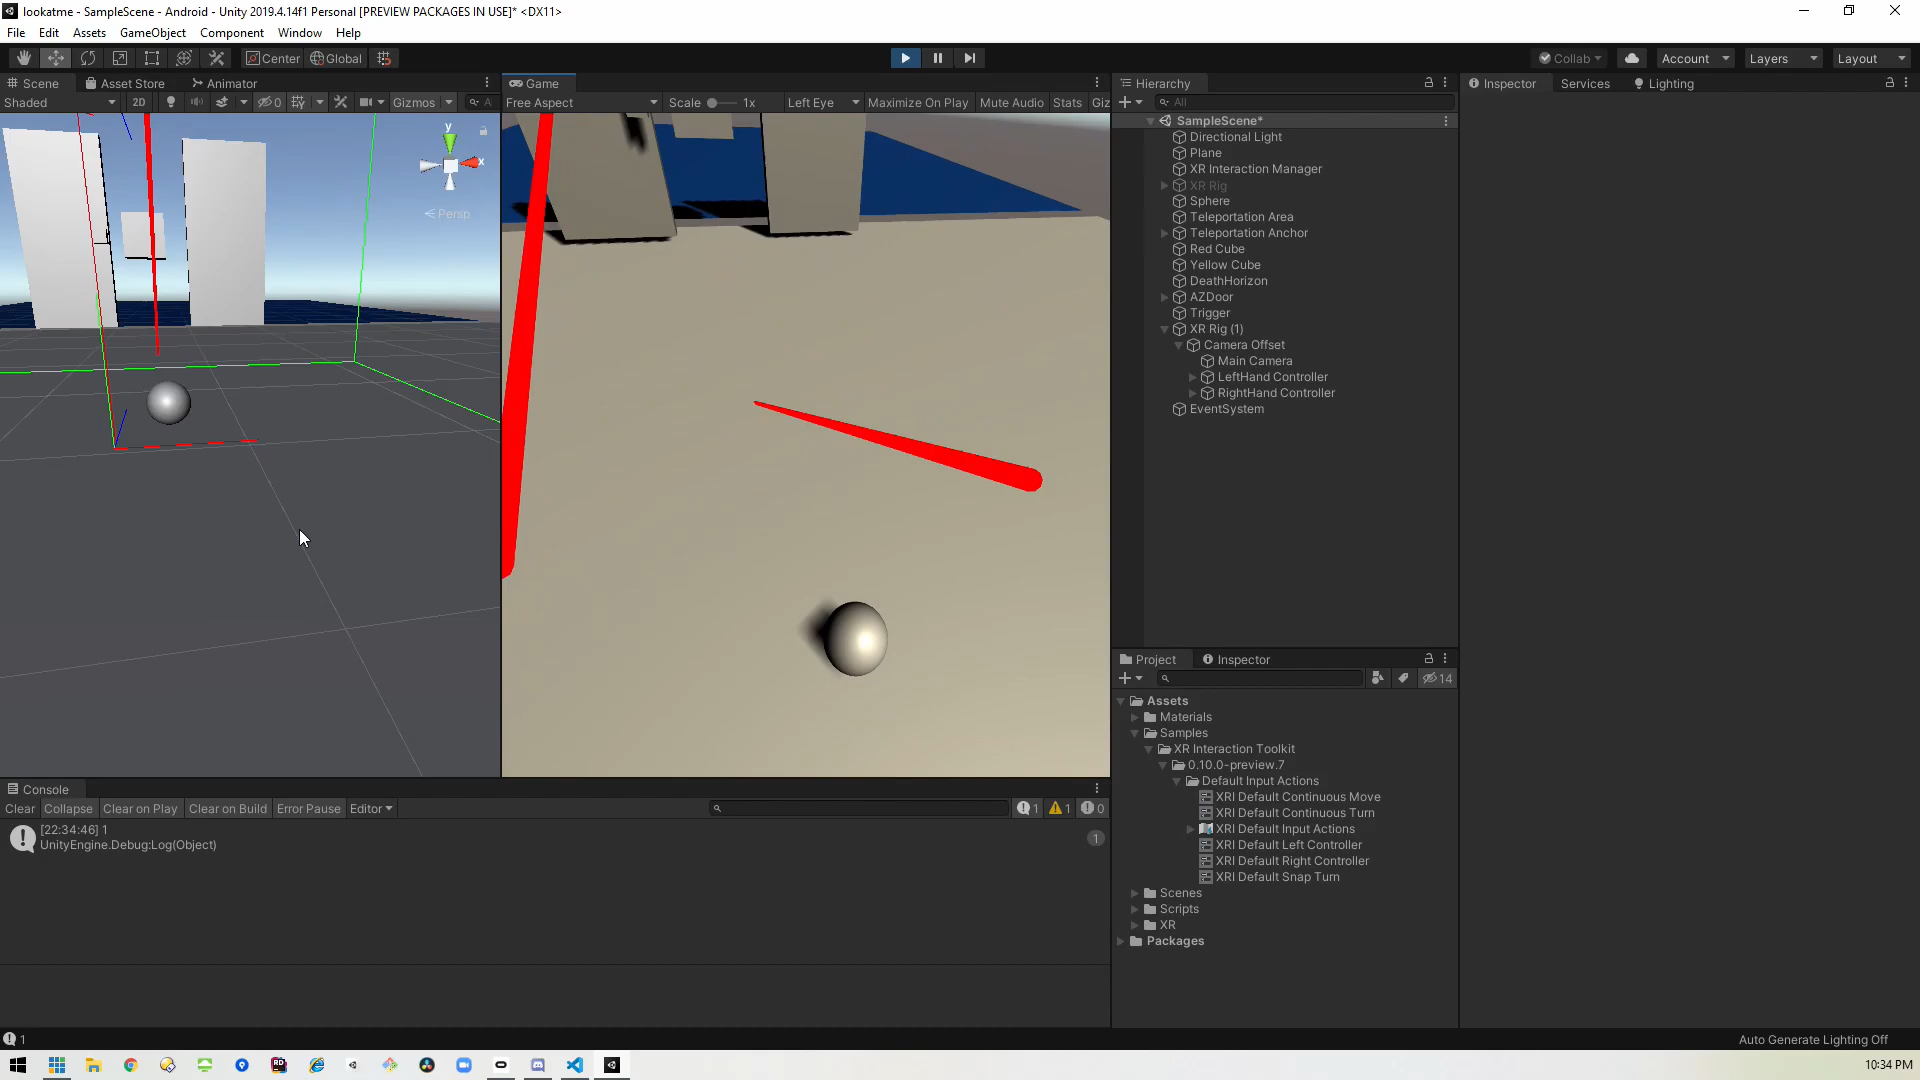 lookatme - SampleScene - Android - Unity 2019.4.14f1 Personal [PREVIEW PACKAGES IN USE]* <DX11>
File Edit Assets GameObject Component Window Help
Center Global Collab Account Layers Layout
Scene Asset Store Animator
Shaded 2D 0 Gizmos A
y
x
Persp
Game
Free Aspect Scale 1x Left Eye Maximize On Play Mute Audio Stats Giz
Hierarchy
All
SampleScene*
Directional Light
Plane
XR Interaction Manager
XR Rig
Sphere
Teleportation Area
Teleportation Anchor
Red Cube
Yellow Cube
DeathHorizon
AZDoor
Trigger
XR Rig (1)
Camera Offset
Main Camera
LeftHand Controller
RightHand Controller
EventSystem
Inspector Services Lighting
Project Inspector
14
Assets
Materials
Samples
XR Interaction Toolkit
0.10.0-preview.7
Default Input Actions
XRI Default Continuous Move
XRI Default Continuous Turn
XRI Default Input Actions
XRI Default Left Controller
XRI Default Right Controller
XRI Default Snap Turn
Scenes
Scripts
XR
Packages
Console
Clear Collapse Clear on Play Clear on Build Error Pause Editor 1 1 0
[22:34:46] 1
UnityEngine.Debug:Log(Object)
1
1
Auto Generate Lighting Off
RD
10:34 PM